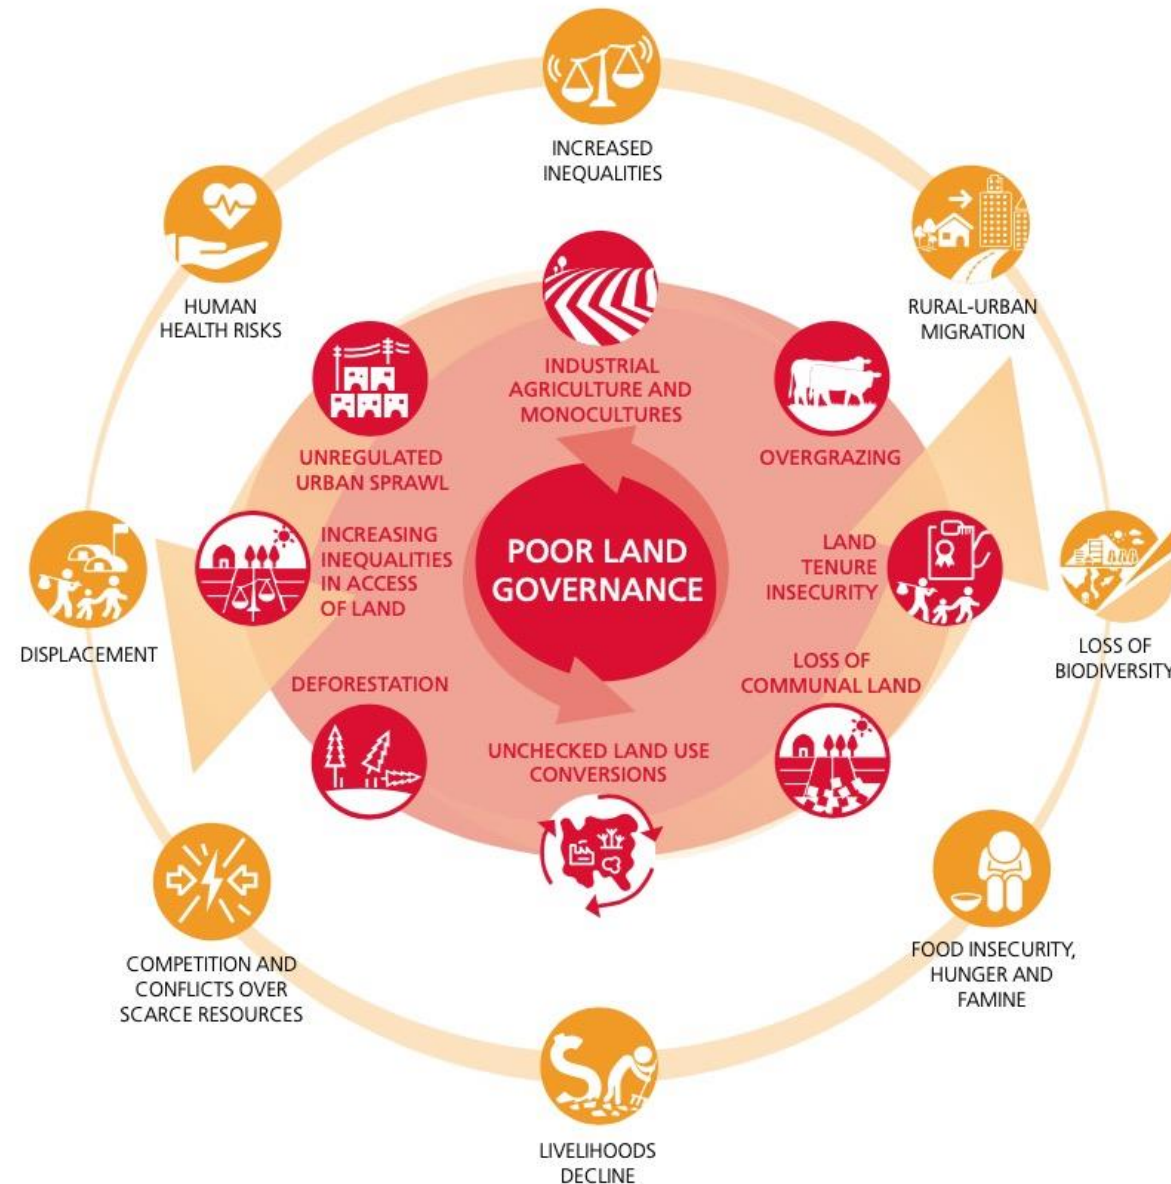 INCREASED
INEQUALITIES
HUMAN
HEALTH RISKS
RURAL-URBAN
MIGRATION
INDUSTRIAL
AGRICULTURE AND
MONOCULTURES
UNREGULATED
URBAN SPRAWL
OVERGRAZING
INCREASING
INEQUALITIES
IN ACCESS
OF LAND
POOR LAND
GOVERNANCE
LAND
TENURE
INSECURITY
DISPLACEMENT
LOSS OF
BIODIVERSITY
DEFORESTATION
LOSS OF
COMMUNAL LAND
UNCHECKED LAND USE
CONVERSIONS
COMPETITION AND
CONFLICTS OVER
SCARCE RESOURCES
FOOD INSECURITY,
HUNGER AND
FAMINE
LIVELIHOODS
DECLINE